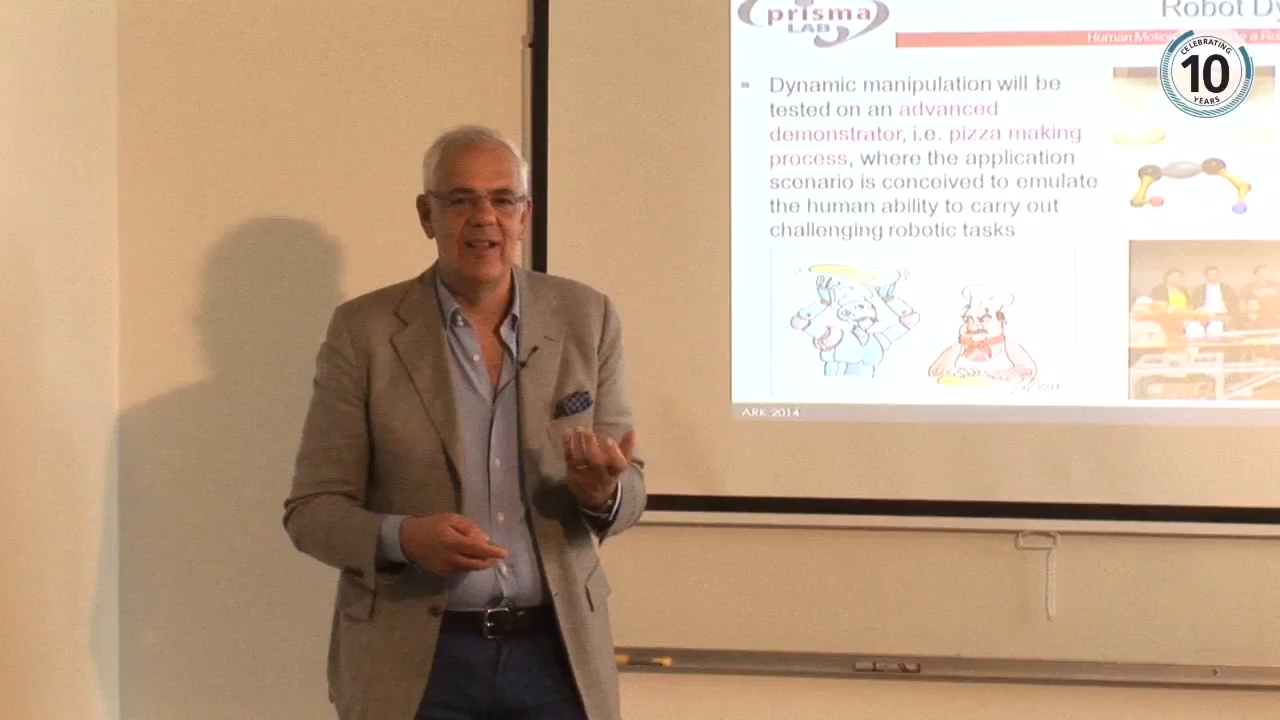 prisma
LAB
Robot Dy
Human Motio
CELEBRATING
10
YEARS
Dynamic manipulation will be
tested on an advanced
demonstrator, i.e. pizza making
process, where the application
scenario is conceived to emulate
the human ability to carry out
challenging robotic tasks
ARK 2014